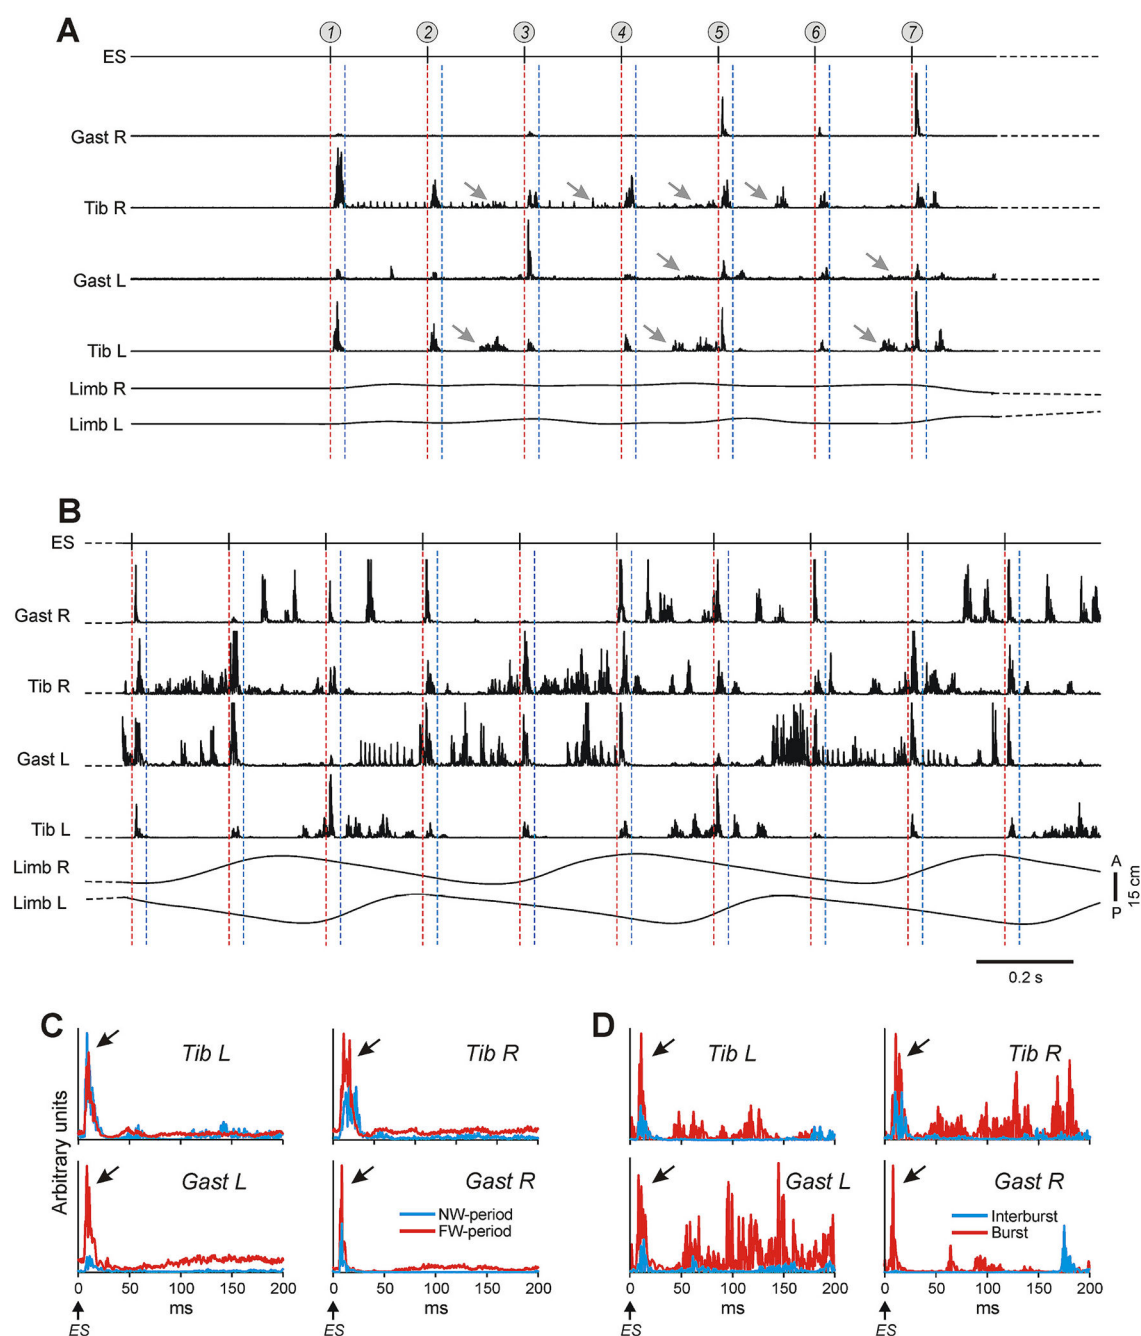 A
1 2 3 4 5 6 7
ES
Gast R
Tib R
Gast L
Tib L
Limb R
Limb L
B
ES
Gast R
Tib R
Gast L
Tib L
Limb R
Limb L
A
15 cm
P
0.2 s
C
Arbitrary units
Tib L
Tib R
Gast L
Gast R
NW-period
FW-period
0 50 100 150 200
ms
ES
0 50 100 150 200
ms
ES
D
Tib L
Tib R
Gast L
Gast R
Interburst
Burst
0 50 100 150 200
ms
ES
0 50 100 150 200
ms
ES